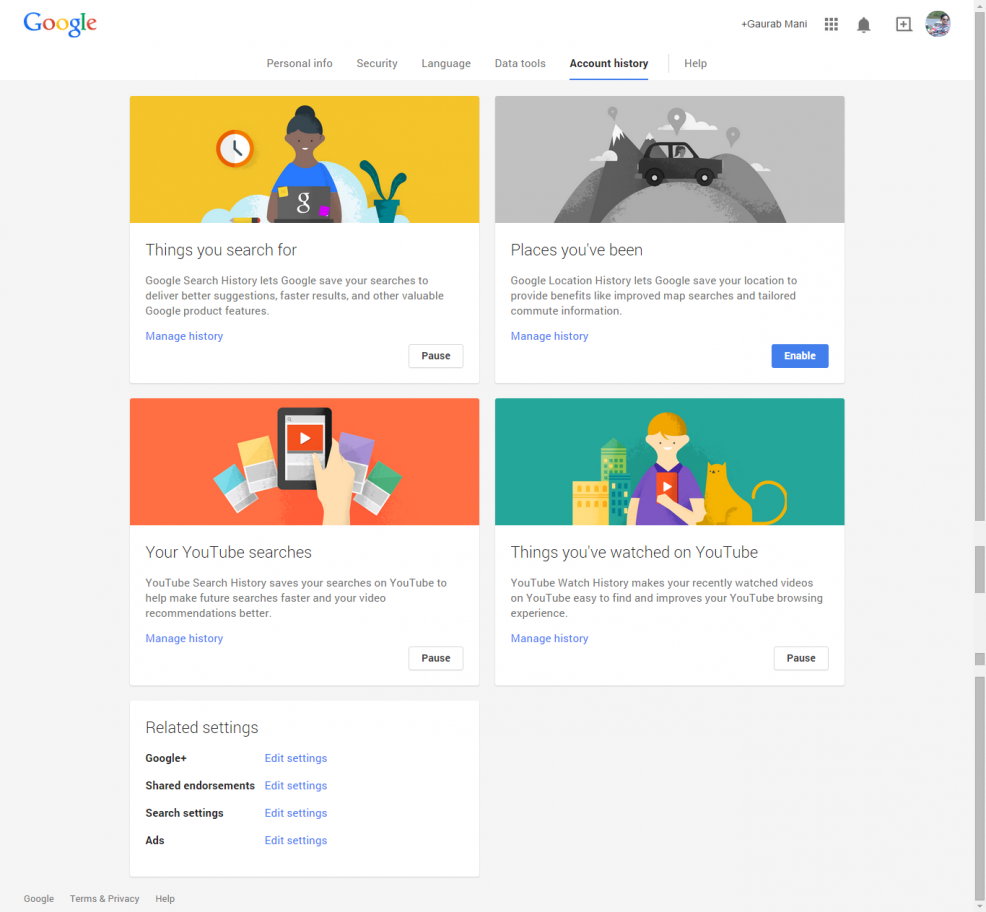 Google
+Gaurab Mani
Personal info Security Language Data tools Account history Help
g
Things you search for
Google Search History lets Google save your searches to
deliver better suggestions, faster results, and other valuable
Google product features.
Manage history
Pause
Places you've been
Google Location History lets Google save your location to
provide benefits like improved map searches and tailored
commute information.
Manage history
Enable
Your YouTube searches
YouTube Search History saves your searches on YouTube to
help make future searches faster and your video
recommendations better.
Manage history
Pause
Things you've watched on YouTube
YouTube Watch History makes your recently watched videos
on YouTube easy to find and improves your YouTube browsing
experience.
Manage history
Pause
Related settings
Google+ Edit settings
Shared endorsements Edit settings
Search settings Edit settings
Ads Edit settings
Google Terms & Privacy Help